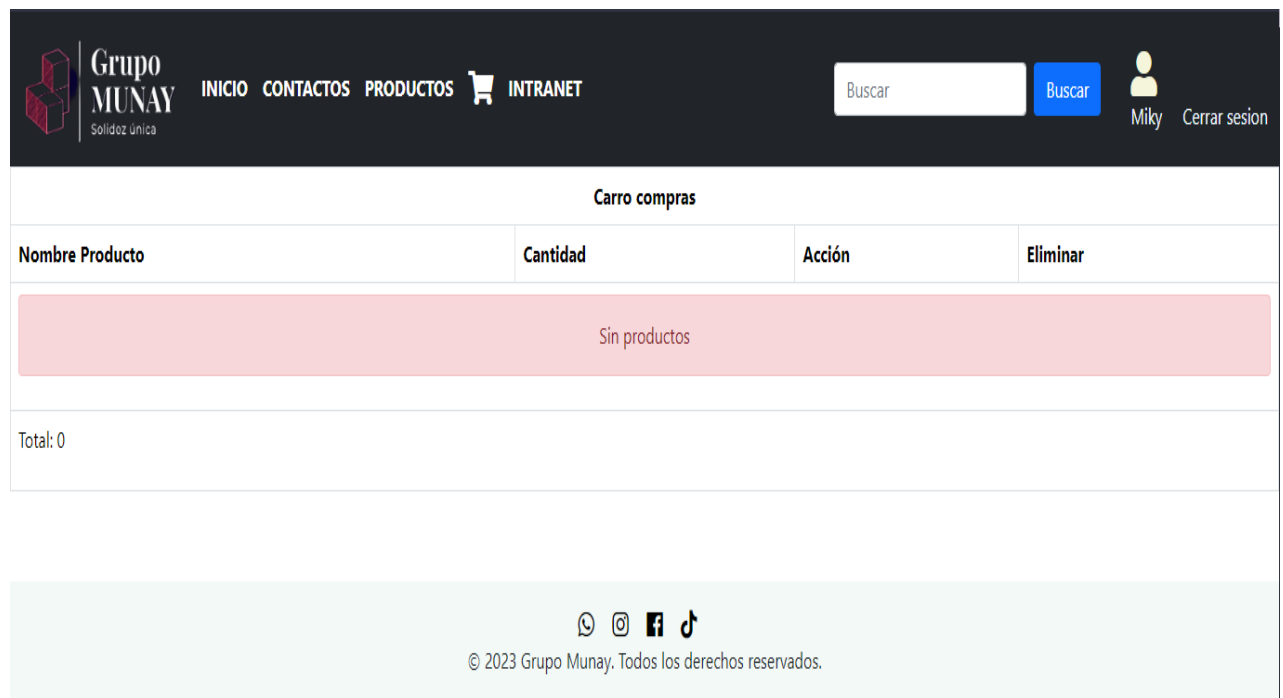 Grupo
MUNAY
Solidez única
INICIO CONTACTOS PRODUCTOS INTRANET
Buscar Buscar
Miky Cerrar sesion
Carro compras
Nombre Producto Cantidad Acción Eliminar
Sin productos
Total: 0
© 2023 Grupo Munay. Todos los derechos reservados.